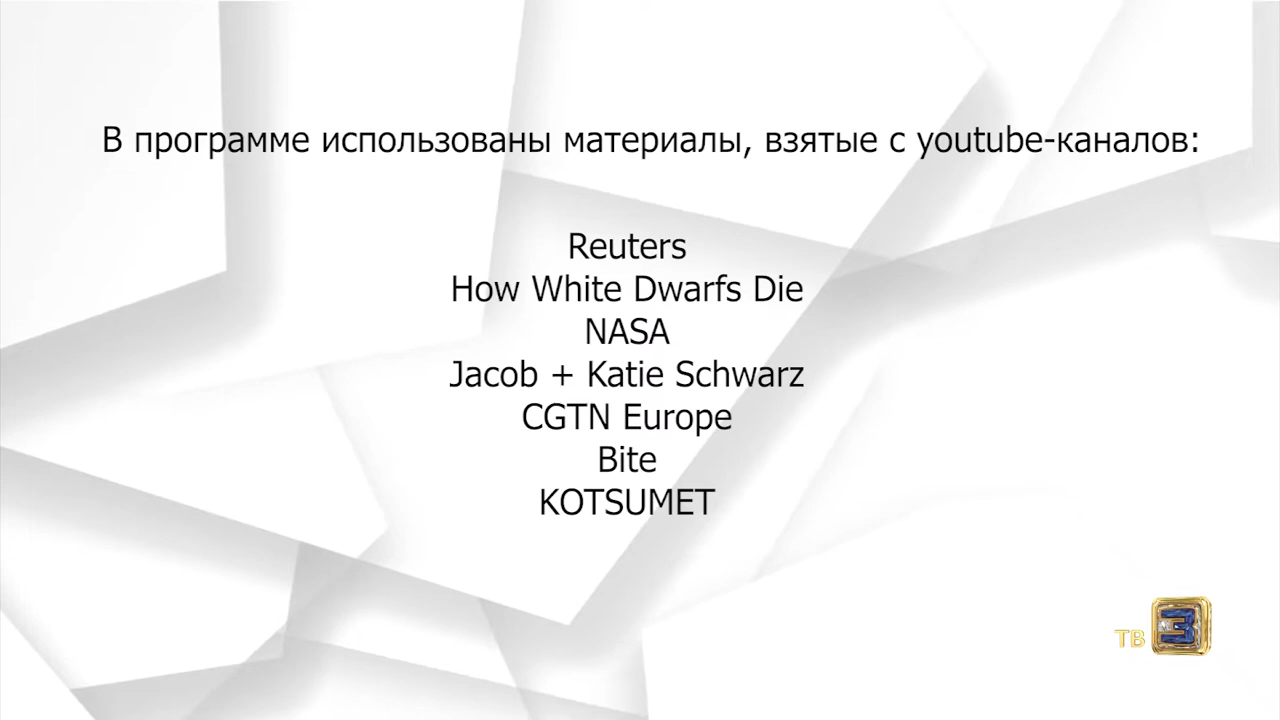 В программе использованы материалы, взятые с youtube-каналов:
Reuters
How White Dwarfs Die
NASA
Jacob + Katie Schwarz
CGTN Europe
Bite
KOTSUMET
ТВ 3